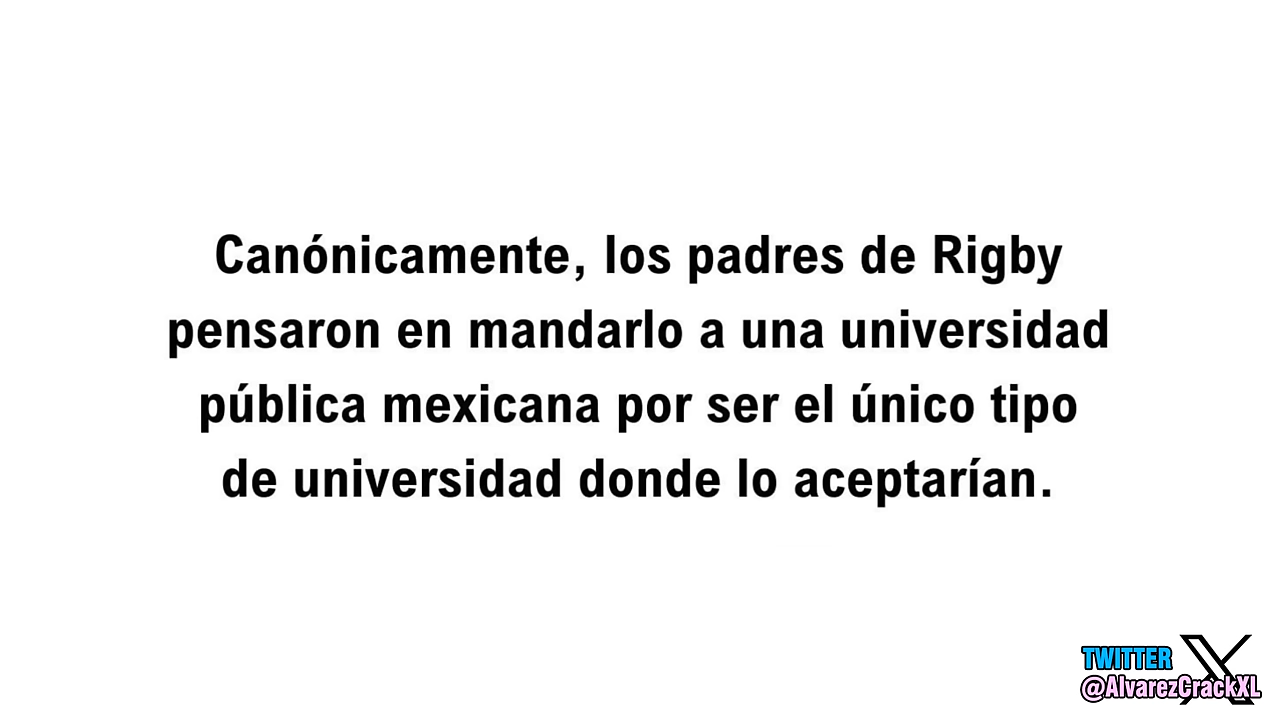 Canónicamente, los padres de Rigby
pensaron en mandarlo a una universidad
pública mexicana por ser el único tipo
de universidad donde lo aceptarían.
TWITTER X
@AlvarezCrackXL